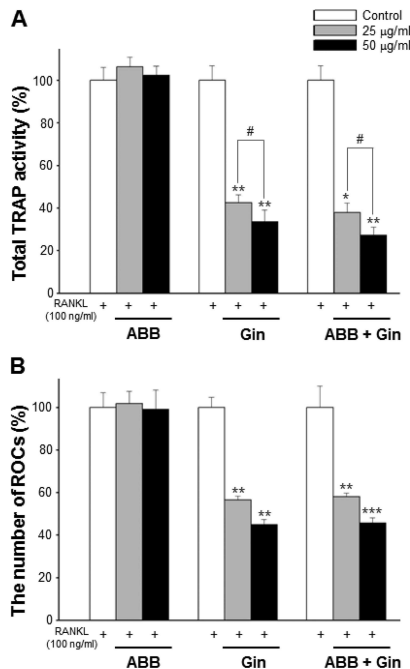 A
Control
25 μg/ml
50 μg/ml
Total TRAP activity (%)
100
80
60
40
20
0
#
#
** ** * **
RANKL + + + + + + + + +
(100 ng/ml)
ABB Gin ABB + Gin
B
The number of ROCs (%)
100
80
60
40
20
0
** ** ** ***
RANKL + + + + + + + + +
(100 ng/ml)
ABB Gin ABB + Gin